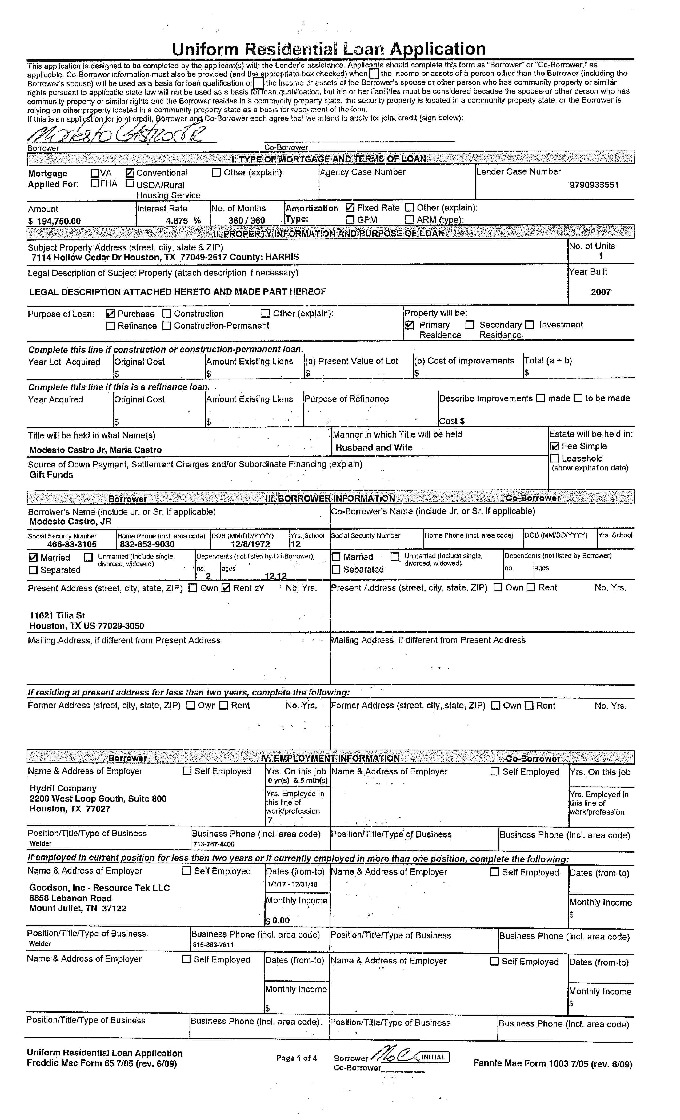 Uniform Residential Loan Application
This application is designed to be completed by the applicant(s) with the Lender's assistance. Applicants should complete this form as "Borrower" or "Co-Borrower," as
applicable. Co-Borrower information must also be provided (and the appropriate box checked) when the income or assets of a person other than the Borrower (including the
Borrower's spouse) will be used as a basis for loan qualification or the income or assets of the Borrower's spouse or other person who has community property or similar
rights pursuant to applicable state law will not be used as a basis for loan qualification, but his or her liabilities must be considered because the spouse or other person who has
community property or similar rights and the Borrower resides in a community property state, the security property is located in a community property state, or the Borrower is
relying on other property located in a community property state as a basis for repayment of the loan.
If this is an application for joint credit, Borrower and Co-Borrower each agree that we intend to apply for joint credit (sign below):
Borrower Co-Borrower
I. TYPE OF MORTGAGE AND TERMS OF LOAN
Mortgage VA Conventional Other (explain) Agency Case Number Lender Case Number
Applied For: FHA USDA/Rural Housing Service 9790933551
Amount Interest Rate No. of Months Amortization Fixed Rate Other (explain):
$ 194,750.00 4.875 % 360 / 360 Type: GPM ARM (type):
II. PROPERTY INFORMATION AND PURPOSE OF LOAN
Subject Property Address (street, city, state & ZIP) No. of Units
7114 Hollow Cedar Dr Houston, TX 77049-2617 County: HARRIS 1
Legal Description of Subject Property (attach description if necessary) Year Built
LEGAL DESCRIPTION ATTACHED HERETO AND MADE PART HEREOF 2007
Purpose of Loan: Purchase Construction Other (explain): Property will be:
Refinance Construction-Permanent Primary Residence Secondary Residence Investment
Complete this line if construction or construction-permanent loan.
Year Lot Acquired Original Cost Amount Existing Liens (a) Present Value of Lot (b) Cost of Improvements Total (a + b)
$ $ $ $ $
Complete this line if this is a refinance loan.
Year Acquired Original Cost Amount Existing Liens Purpose of Refinance Describe Improvements made to be made
$ $ Cost $
Title will be held in what Name(s) Manner in which Title will be held Estate will be held in:
Modesto Castro Jr, Maria Castro Husband and Wife Fee Simple
Source of Down Payment, Settlement Charges and/or Subordinate Financing (explain) Leasehold
Gift Funds (show expiration date)
Borrower III. BORROWER INFORMATION Co-Borrower
Borrower's Name (include Jr. or Sr. if applicable) Co-Borrower's Name (include Jr. or Sr. if applicable)
Modesto Castro, JR
Social Security Number Home Phone (incl. area code) DOB (MM/DD/YYYY) Yrs. School Social Security Number Home Phone (incl. area code) DOB (MM/DD/YYYY) Yrs. School
466-83-3105 832-853-9030 12/8/1972 12
Married Unmarried (include single, divorced, widowed) Dependents (not listed by Co-Borrower) Married Unmarried (include single, divorced, widowed) Dependents (not listed by Borrower)
Separated no. 2 ages 12,12 Separated no. ages
Present Address (street, city, state, ZIP) Own Rent 2Y No. Yrs. Present Address (street, city, state, ZIP) Own Rent No. Yrs.
11621 Tilia St
Houston, TX US 77029-3050
Mailing Address, if different from Present Address Mailing Address, if different from Present Address
If residing at present address for less than two years, complete the following:
Former Address (street, city, state, ZIP) Own Rent No. Yrs. Former Address (street, city, state, ZIP) Own Rent No. Yrs.
Borrower IV. EMPLOYMENT INFORMATION Co-Borrower
Name & Address of Employer Self Employed Yrs. On this job Name & Address of Employer Self Employed Yrs. On this job
0 yr(s) & 5 mth(s)
Hydril Company Yrs. Employed in Yrs. Employed in
2200 West Loop South, Suite 800 this line of this line of
Houston, TX 77027 work/profession work/profession
7
Position/Title/Type of Business Business Phone (incl. area code) Position/Title/Type of Business Business Phone (incl. area code)
Welder
If employed in current position for less than two years or if currently employed in more than one position, complete the following:
Name & Address of Employer Self Employed Dates (from-to) Name & Address of Employer Self Employed Dates (from-to)
1/1/17 - 12/31/18
Goodson, Inc - Resource Tek LLC Monthly Income Monthly Income
6858 Lebanon Road
Mount Juliet, TN 37122 $ 0.00 $
Position/Title/Type of Business Business Phone (incl. area code) Position/Title/Type of Business Business Phone (incl. area code)
Welder
Name & Address of Employer Self Employed Dates (from-to) Name & Address of Employer Self Employed Dates (from-to)
Monthly Income Monthly Income
$ $
Position/Title/Type of Business Business Phone (incl. area code) Position/Title/Type of Business Business Phone (incl. area code)
Uniform Residential Loan Application Page 1 of 4 Borrower INITIAL
Freddie Mac Form 65 7/05 (rev. 6/09) Co-Borrower Fannie Mae Form 1003 7/05 (rev. 6/09)